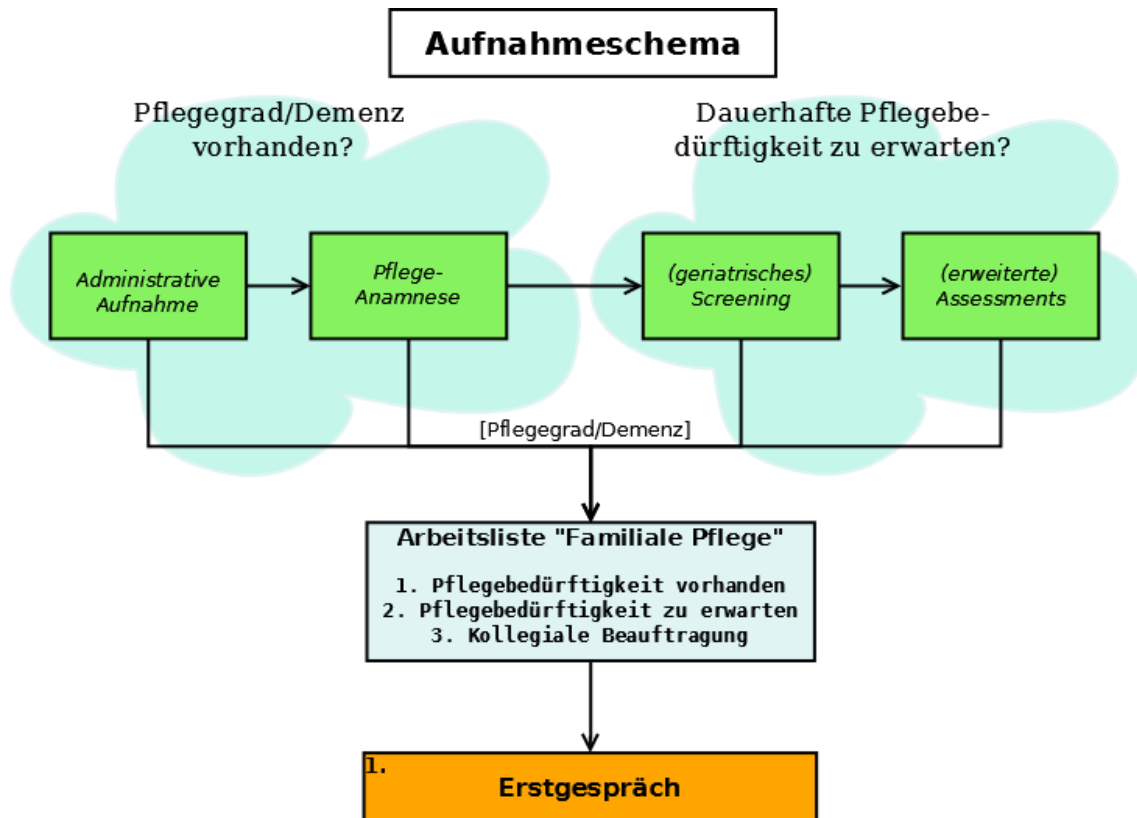 Aufnahmeschema
Pflegegrad/Demenz
vorhanden?
Dauerhafte Pflegebe-
dürftigkeit zu erwarten?
Administrative
Aufnahme
Pflege-
Anamnese
(geriatrisches)
Screening
(erweiterte)
Assessments
[Pflegegrad/Demenz]
Arbeitsliste "Familiale Pflege"
1. Pflegebedürftigkeit vorhanden
2. Pflegebedürftigkeit zu erwarten
3. Kollegiale Beauftragung
1.
Erstgespräch